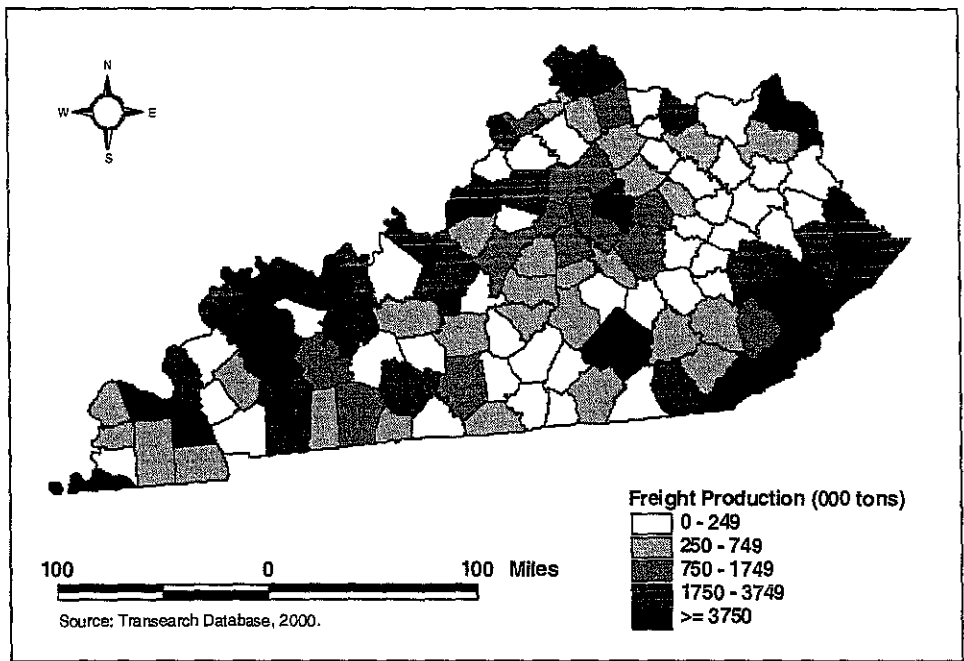 N
W E
S
Freight Production (000 tons)
0 - 249
250 - 749
750 - 1749
1750 - 3749
>= 3750
100 0 100 Miles
Source: Transearch Database, 2000.